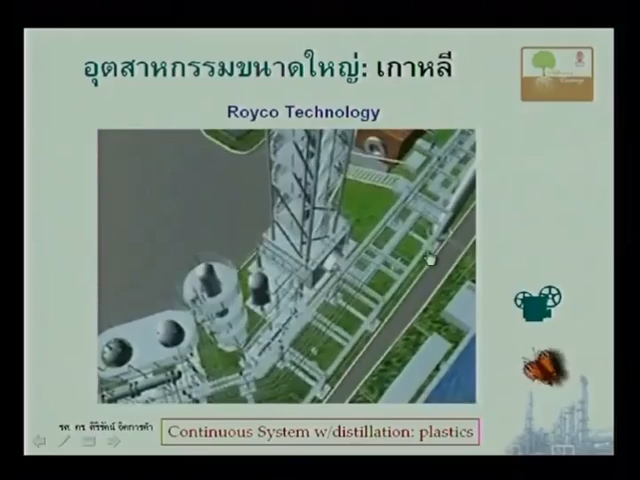 อุตสาหกรรมขนาดใหญ่: เกาหลี
Royco Technology
รศ. ดร. ศิริรัตน์ จิตการค้า
Continuous System w/distillation: plastics